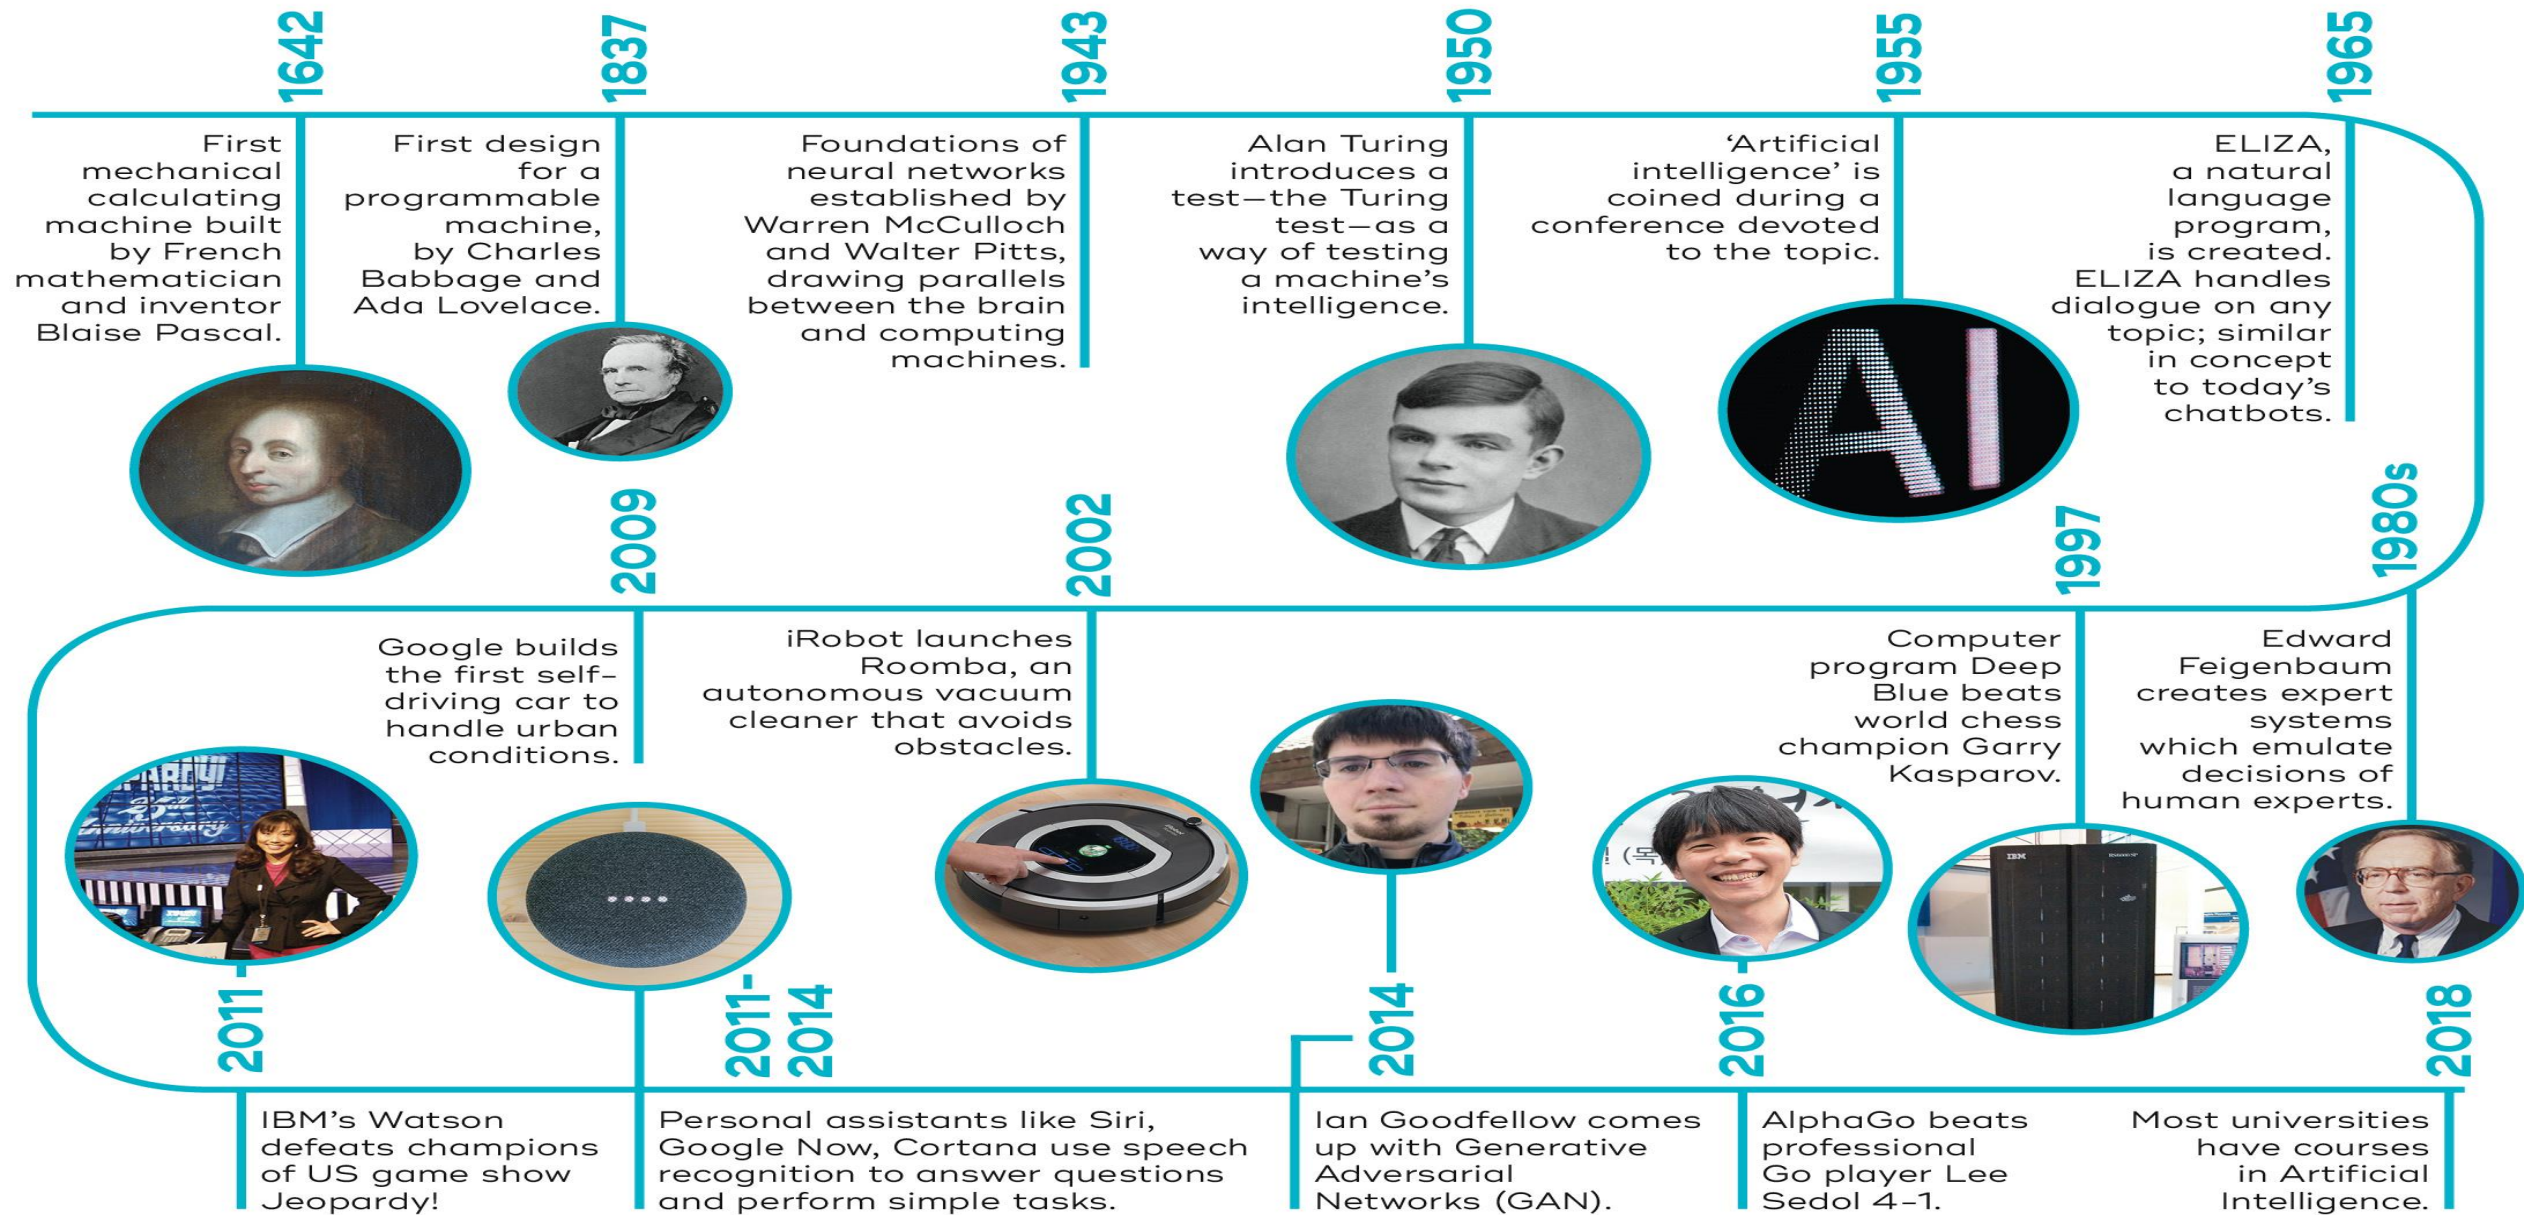 1642
First
mechanical
calculating
machine built
by French
mathematician
and inventor
Blaise Pascal.
1837
First design
for a
programmable
machine,
by Charles
Babbage and
Ada Lovelace.
1943
Foundations of
neural networks
established by
Warren McCulloch
and Walter Pitts,
drawing parallels
between the brain
and computing
machines.
1950
Alan Turing
introduces a
test—the Turing
test—as a
way of testing
a machine’s
intelligence.
1955
‘Artificial
intelligence’ is
coined during a
conference devoted
to the topic.
AI
1965
ELIZA,
a natural
language
program,
is created.
ELIZA handles
dialogue on any
topic; similar
in concept
to today’s
chatbots.
1980s
Edward
Feigenbaum
creates expert
systems
which emulate
decisions of
human experts.
1997
Computer
program Deep
Blue beats
world chess
champion Garry
Kasparov.
IBM
2002
iRobot launches
Roomba, an
autonomous vacuum
cleaner that avoids
obstacles.
2009
Google builds
the first self-
driving car to
handle urban
conditions.
2011
IBM’s Watson
defeats champions
of US game show
Jeopardy!
2011-
2014
Personal assistants like Siri,
Google Now, Cortana use speech
recognition to answer questions
and perform simple tasks.
2014
Ian Goodfellow comes
up with Generative
Adversarial
Networks (GAN).
2016
AlphaGo beats
professional
Go player Lee
Sedol 4-1.
(목)
2018
Most universities
have courses
in Artificial
Intelligence.